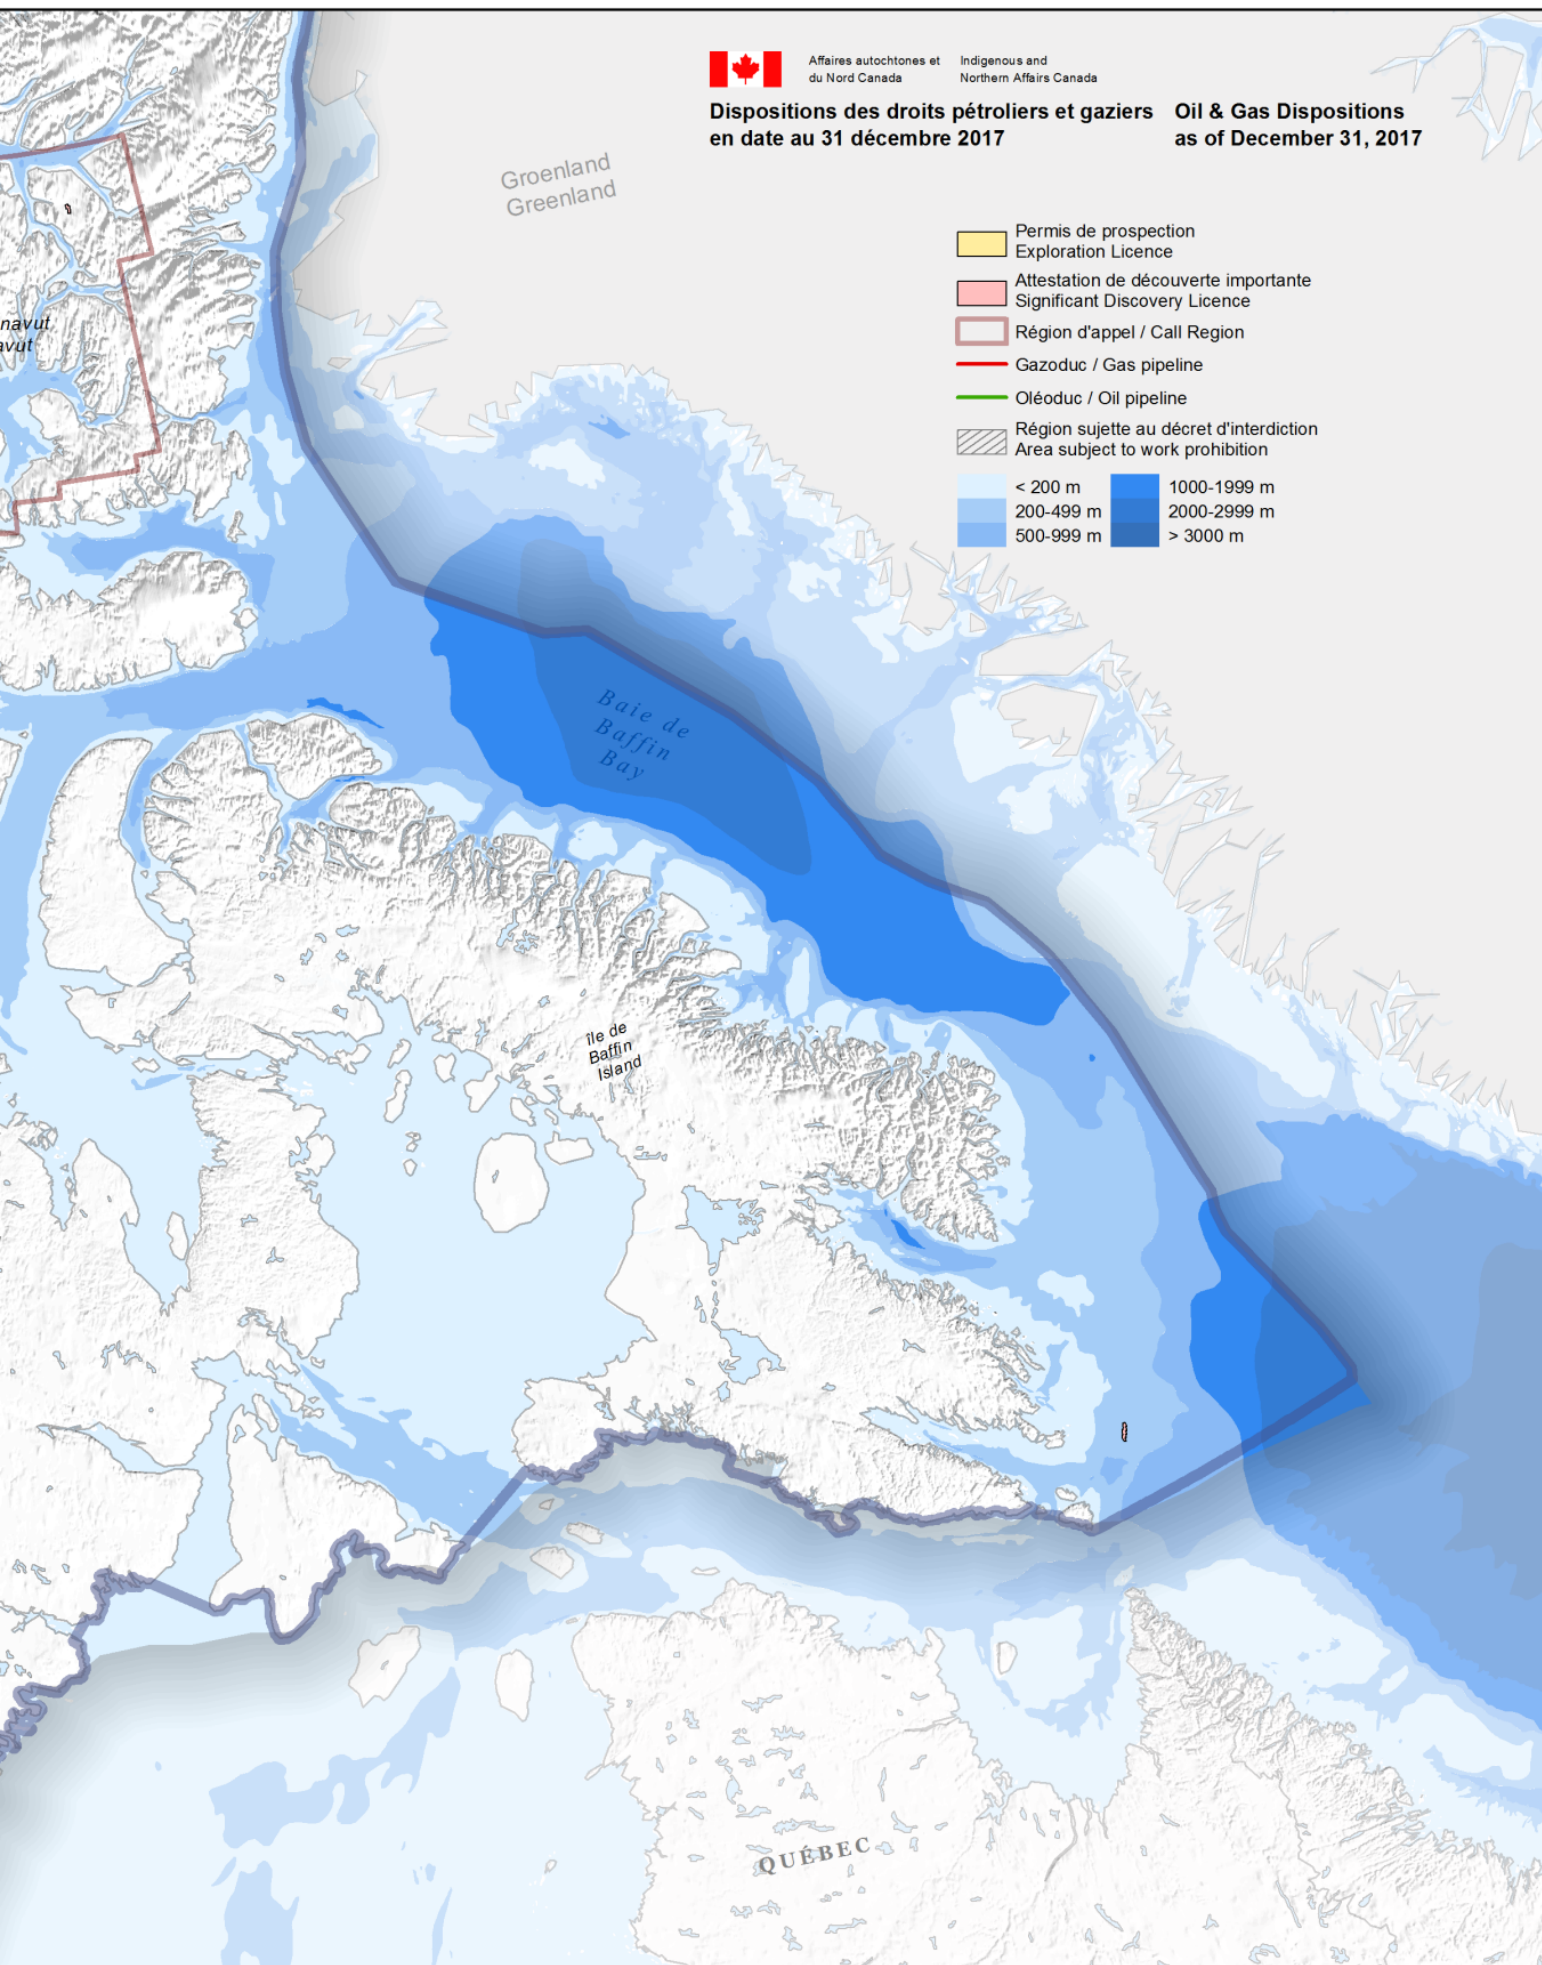 Affaires autochtones et
du Nord Canada
Indigenous and
Northern Affairs Canada
Dispositions des droits pétroliers et gaziers
en date au 31 décembre 2017
Oil & Gas Dispositions
as of December 31, 2017
Groenland
Greenland
Permis de prospection
Exploration Licence
Attestation de découverte importante
Significant Discovery Licence
Région d'appel / Call Region
Gazoduc / Gas pipeline
Oléoduc / Oil pipeline
Région sujette au décret d'interdiction
Area subject to work prohibition
< 200 m
200-499 m
500-999 m
1000-1999 m
2000-2999 m
> 3000 m
navut
avut
Baie de
Baffin
Bay
île de
Baffin
Island
QUÉBEC